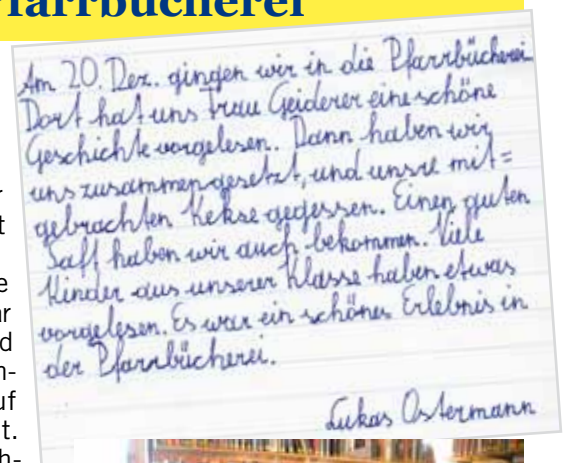 Pfarrbücherei
Am 20. Dez. gingen wir in die Pfarrbücherei.
Dort hat uns Frau Geiderer eine schöne
Geschichte vorgelesen. Dann haben wir
uns zusammengesetzt, und unsre mit=
gebrachten Kekse gegessen. Einen guten
Saft haben wir auch bekommen. Viele
Kinder aus unserer Klasse haben etwas
vorgelesen. Es war ein schönes Erlebnis in
der Pfarrbücherei.
Lukas Ostermann